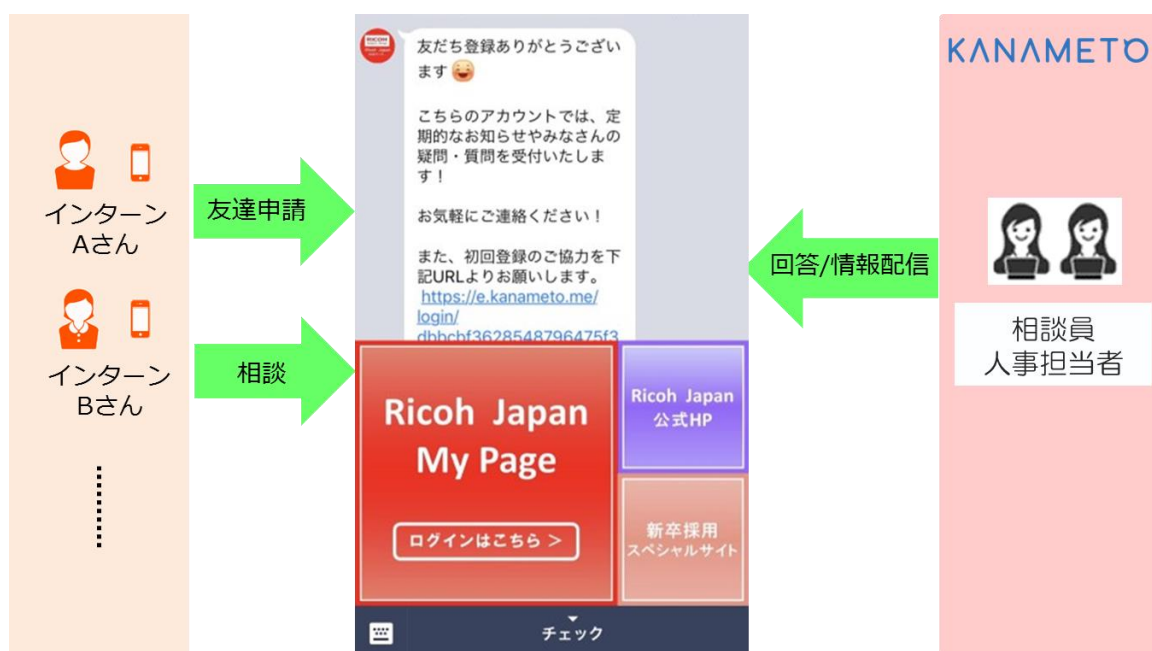 インターン
Aさん
インターン
Bさん
友達申請
相談
RICOH
友だち登録ありがとうござい
ます
こちらのアカウントでは、定
期的なお知らせやみなさんの
疑問・質問を受付いたしま
す！
お気軽にご連絡ください！
また、初回登録のご協力を下
記URLよりお願いします。
https://e.kanameto.me/
login/
dbbcbf3628548796475f3
Ricoh Japan
My Page
ログインはこちら >
Ricoh Japan
公式HP
新卒採用
スペシャルサイト
チェック
回答/情報配信
KANAMETO
相談員
人事担当者